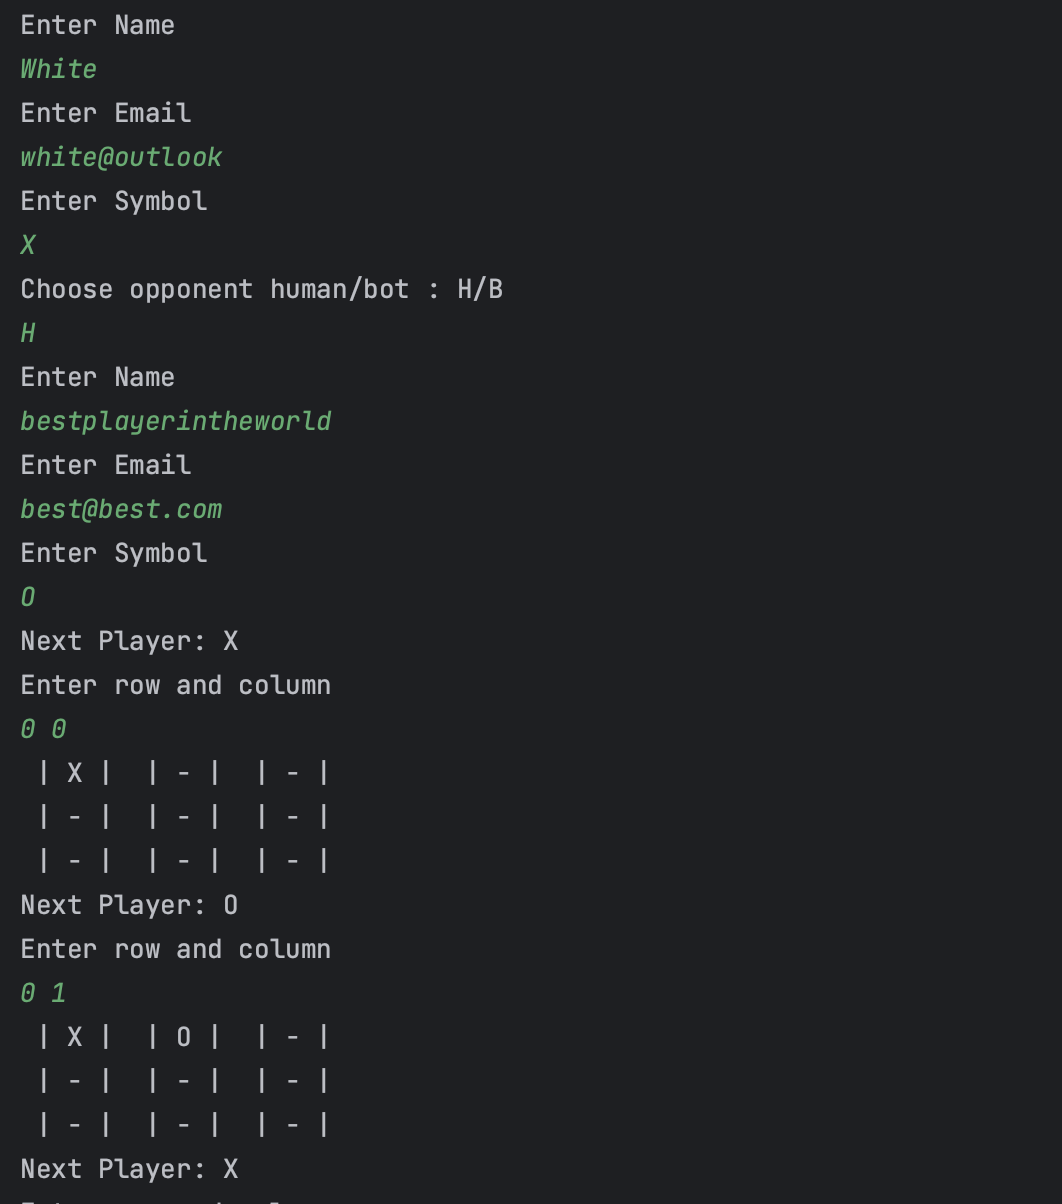 Enter Name
White
Enter Email
white@outlook
Enter Symbol
X
Choose opponent human/bot : H/B
H
Enter Name
bestplayerintheworld
Enter Email
best@best.com
Enter Symbol
O
Next Player: X
Enter row and column
0 0
 | X |  | - |  | - |
 | - |  | - |  | - |
 | - |  | - |  | - |
Next Player: O
Enter row and column
0 1
 | X |  | O |  | - |
 | - |  | - |  | - |
 | - |  | - |  | - |
Next Player: X